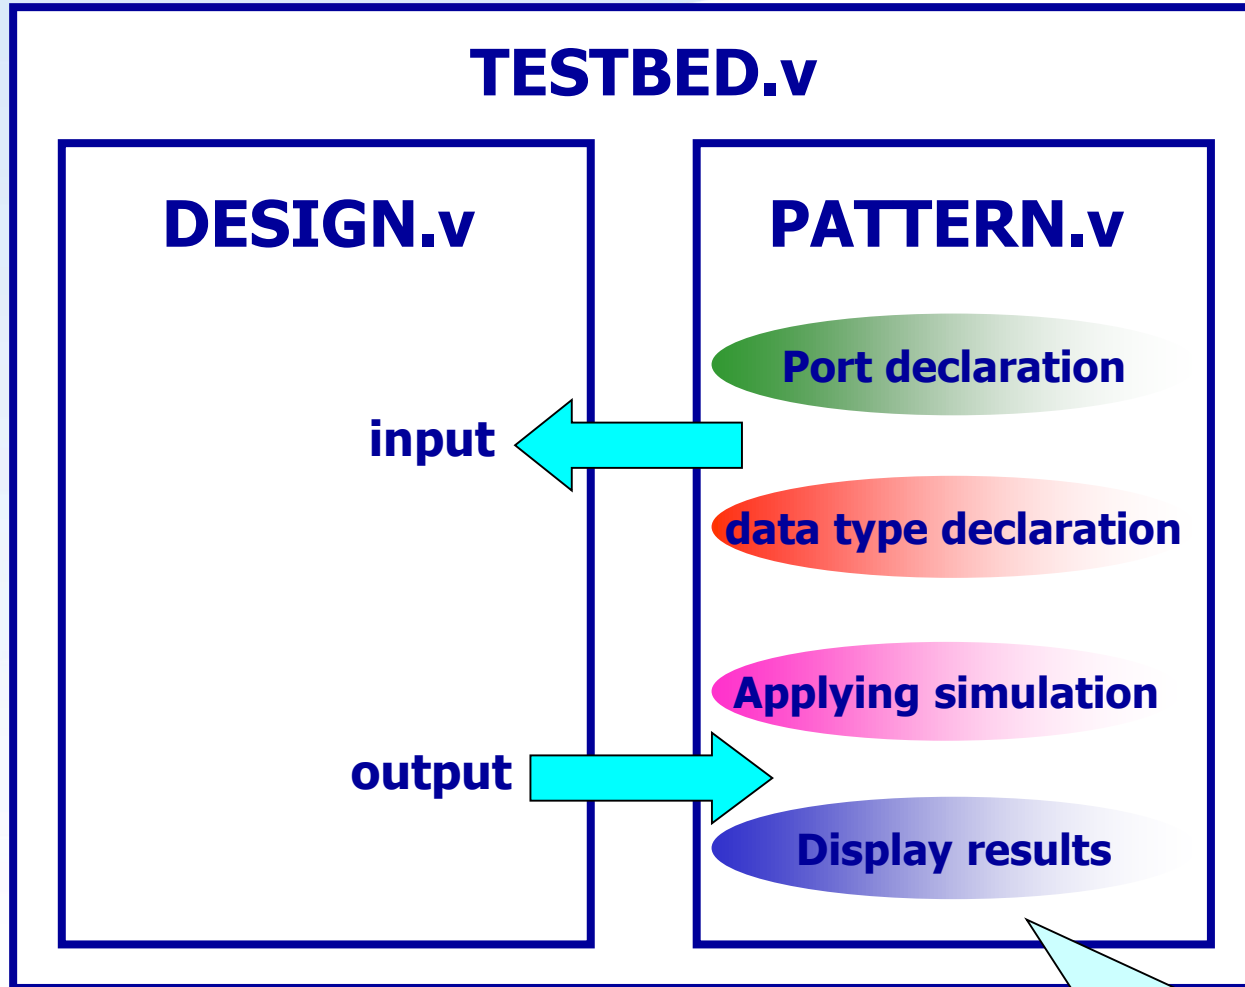 TESTBED.v
DESIGN.v
PATTERN.v
Port declaration
input
data type declaration
Applying simulation
output
Display results